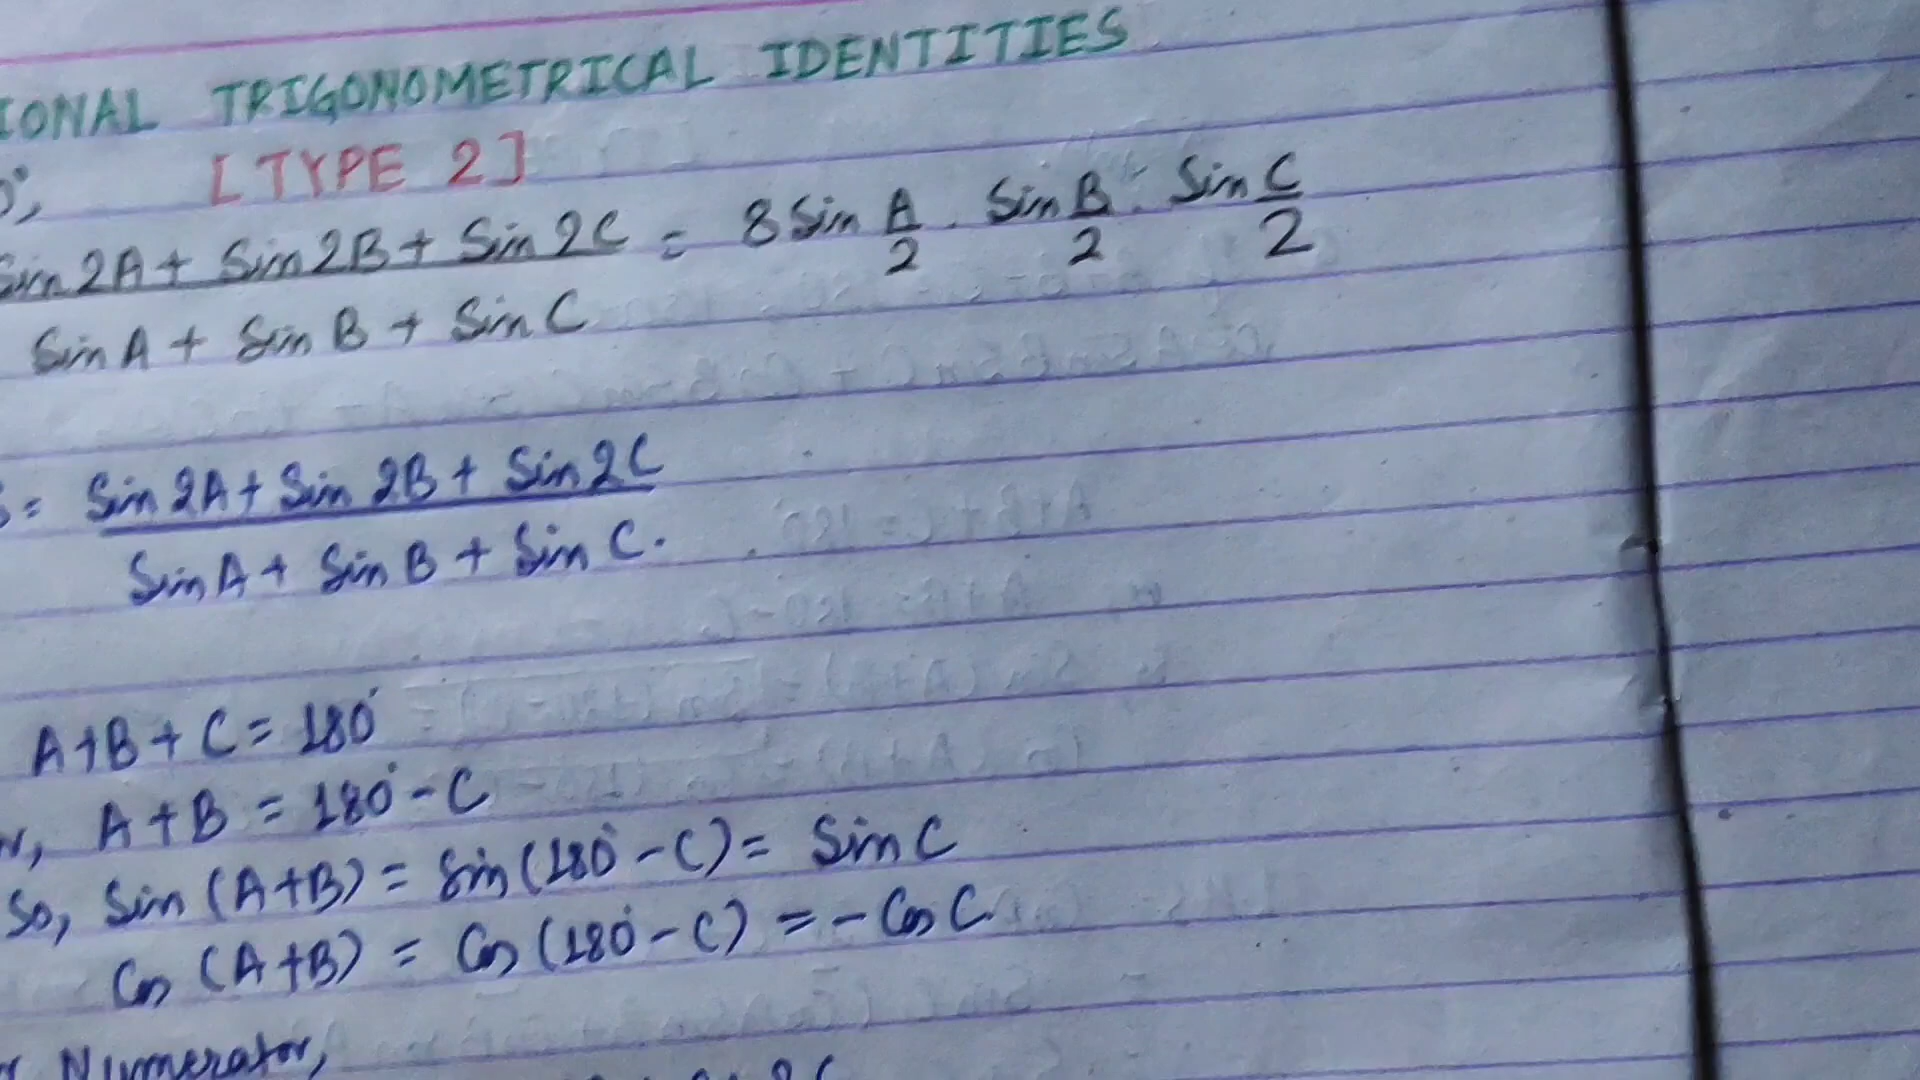 IONAL TRIGONOMETRICAL IDENTITIES
[TYPE 2]
Sin 2A + Sin 2B + Sin 2C = 8 Sin A/2 . Sin B/2 . Sin C/2
Sin A + Sin B + Sin C
= Sin 2A + Sin 2B + Sin 2C
Sin A + Sin B + Sin C.
A+B+C = 180°
A+B = 180° - C
So, Sin (A+B) = Sin (180° - C) = Sin C
Cos (A+B) = Cos (180° - C) = - Cos C
Numerator,